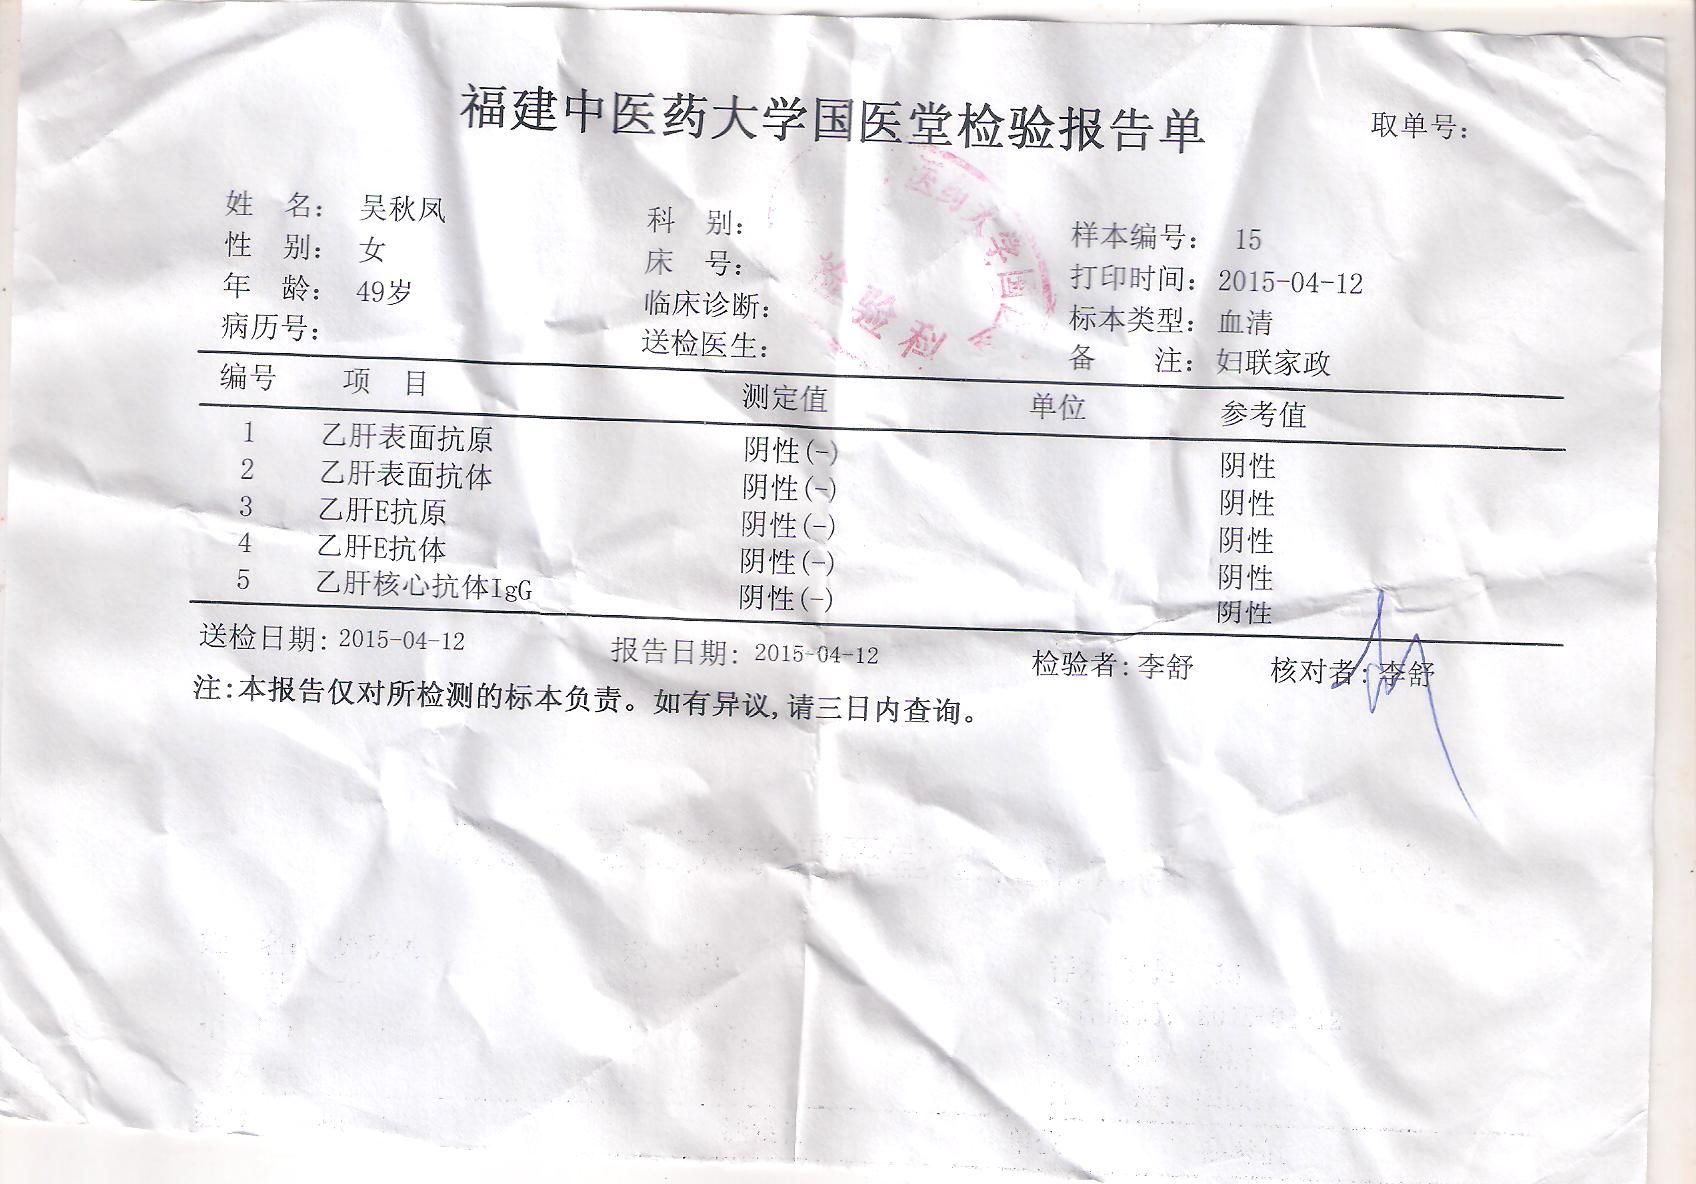 福建中医药大学国医堂检验报告单
取单号:
姓 名: 吴秋凤 科 别: 样本编号: 15
性 别: 女 床 号: 打印时间: 2015-04-12
年 龄: 49岁 临床诊断: 标本类型: 血清
病历号: 送检医生: 备 注: 妇联家政
医药大学国
检验科
编号 项 目 测定值 单位 参考值
1 乙肝表面抗原 阴性(-) 阴性
2 乙肝表面抗体 阴性(-) 阴性
3 乙肝E抗原 阴性(-) 阴性
4 乙肝E抗体 阴性(-) 阴性
5 乙肝核心抗体IgG 阴性(-) 阴性
送检日期: 2015-04-12 报告日期: 2015-04-12 检验者: 李舒 核对者: 李舒
注:本报告仅对所检测的标本负责。如有异议,请三日内查询。